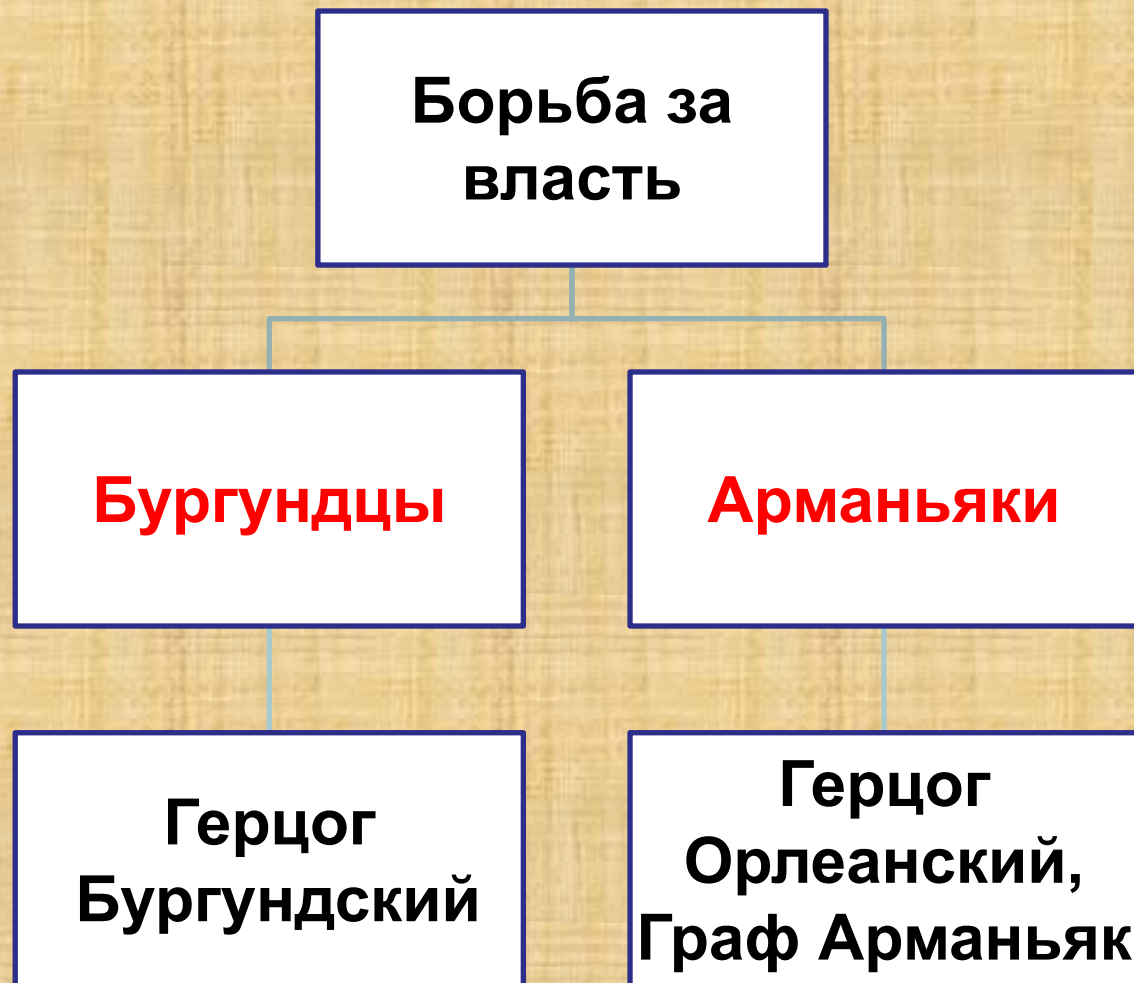 Борьба за
власть
Бургундцы
Арманьяки
Герцог
Бургундский
Герцог
Орлеанский,
Граф Арманьяк